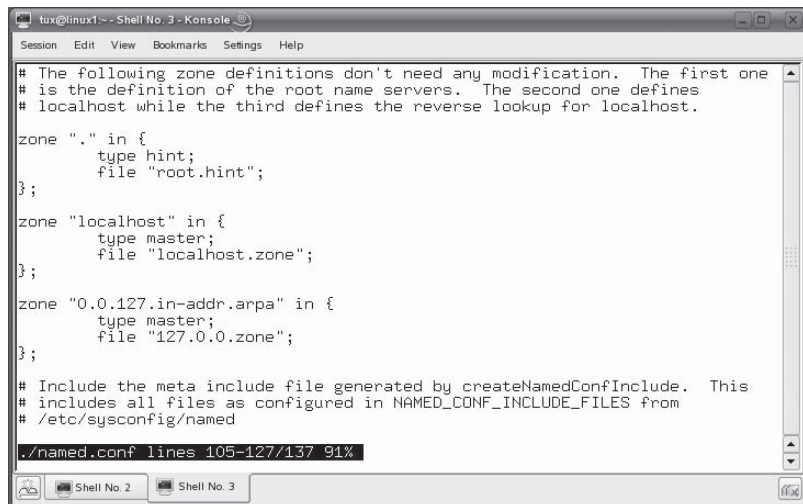 tux@linux1:~ - Shell No. 3 - Konsole
Session Edit View Bookmarks Settings Help
# The following zone definitions don't need any modification.  The first one
# is the definition of the root name servers.  The second one defines
# localhost while the third defines the reverse lookup for localhost.
zone "." in {
        type hint;
        file "root.hint";
};
zone "localhost" in {
        type master;
        file "localhost.zone";
};
zone "0.0.127.in-addr.arpa" in {
        type master;
        file "127.0.0.zone";
};
# Include the meta include file generated by createNamedConfInclude.  This
# includes all files as configured in NAMED_CONF_INCLUDE_FILES from
# /etc/sysconfig/named
./named.conf lines 105-127/137 91%
Shell No. 2 Shell No. 3